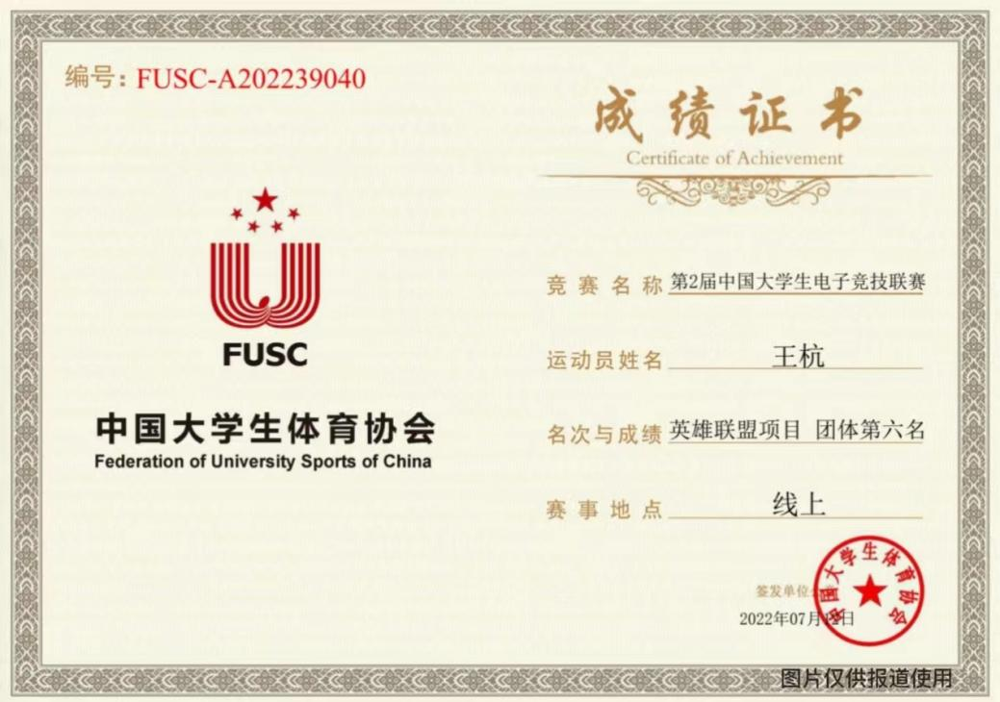 编号：FUSC-A202239040
成绩证书
Certificate of Achievement
FUSC
中国大学生体育协会
Federation of University Sports of China
竞赛名称 第2届中国大学生电子竞技联赛
运动员姓名 王杭
名次与成绩 英雄联盟项目 团体第六名
赛事地点 线上
签发单位
2022年07月12日
中国大学生体育协会
图片仅供报道使用